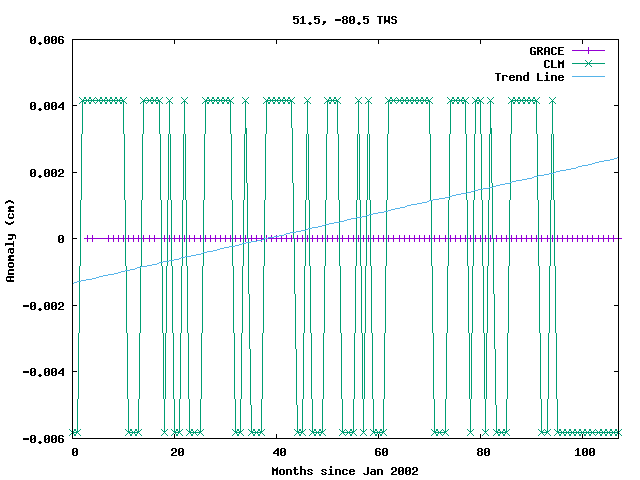 51.5, -80.5 TWS
0.006
GRACE
CLM
Trend Line
0.004
0.002
0
-0.002
-0.004
-0.006
Anomaly (cm)
0 20 40 60 80 100
Months since Jan 2002